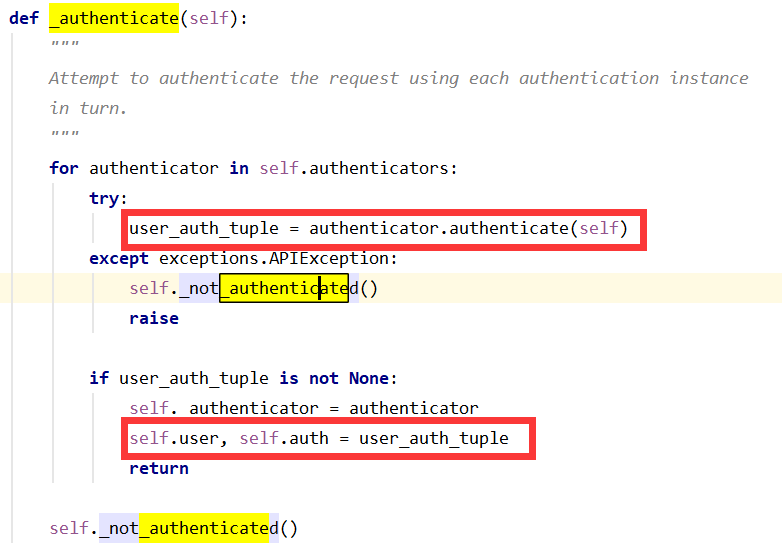 def _authenticate(self):
"""
Attempt to authenticate the request using each authentication instance
in turn.
"""
for authenticator in self.authenticators:
try:
user_auth_tuple = authenticator.authenticate(self)
except exceptions.APIException:
self._not_authenticated()
raise
if user_auth_tuple is not None:
self. authenticator = authenticator
self.user, self.auth = user_auth_tuple
return
self._not_authenticated()